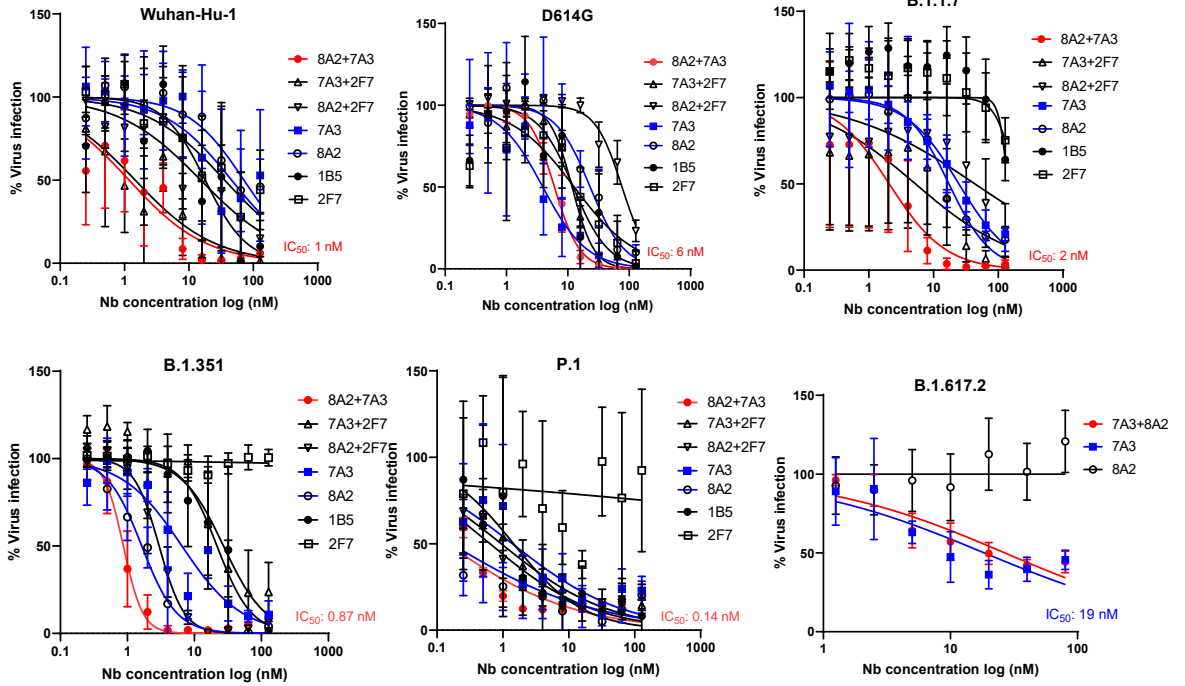 Wuhan-Hu-1
% Virus infection
150
100
50
0
0.1
1
10
100
1000
Nb concentration log (nM)
8A2+7A3
7A3+2F7
8A2+2F7
7A3
8A2
1B5
2F7
IC50: 1 nM
D614G
% Virus infection
150
100
50
0
0.1
1
10
100
1000
Nb concentration log (nM)
8A2+7A3
7A3+2F7
8A2+2F7
7A3
8A2
1B5
2F7
IC50: 6 nM
B.1.1.7
% Virus infection
150
100
50
0
0.1
1
10
100
1000
Nb concentration log (nM)
8A2+7A3
7A3+2F7
8A2+2F7
7A3
8A2
1B5
2F7
IC50: 2 nM
B.1.351
% Virus infection
150
100
50
0
0.1
1
10
100
1000
Nb concentration log (nM)
8A2+7A3
7A3+2F7
8A2+2F7
7A3
8A2
1B5
2F7
IC50: 0.87 nM
P.1
% Virus infection
150
100
50
0
0.1
1
10
100
1000
Nb concentration log (nM)
8A2+7A3
7A3+2F7
8A2+2F7
7A3
8A2
1B5
2F7
IC50: 0.14 nM
B.1.617.2
% Virus infection
150
100
50
0
1
10
100
Nb concentration log (nM)
7A3+8A2
7A3
8A2
IC50: 19 nM